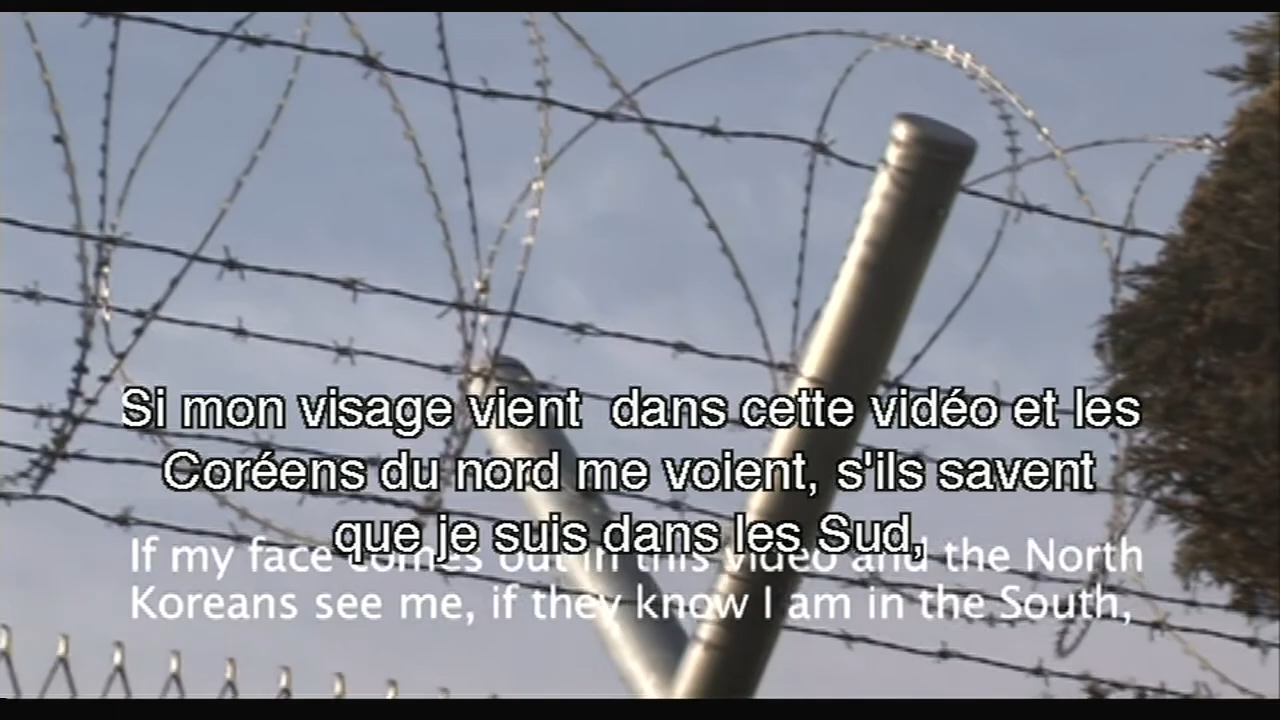 Si mon visage vient  dans cette vidéo et les
Coréens du nord me voient, s'ils savent
que je suis dans les Sud,
If my face comes out in this video and the North
Koreans see me, if they know I am in the South,